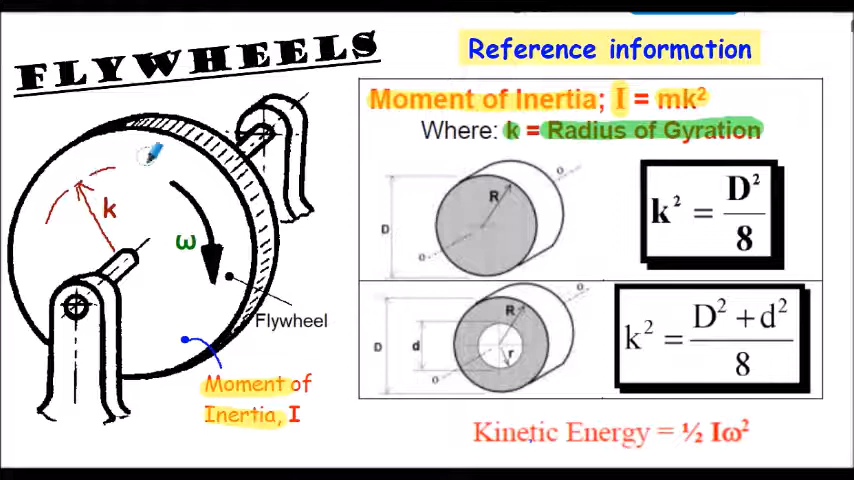 FLYWHEELS
Reference information
Moment of Inertia; I = mk²
Where: k = Radius of Gyration
k
ω
Flywheel
Moment of
Inertia, I
D
R
o
o
k² = D²/8
D
d
R
r
o
o
k² = D² + d²/8
Kinetic Energy = ½ Iω²